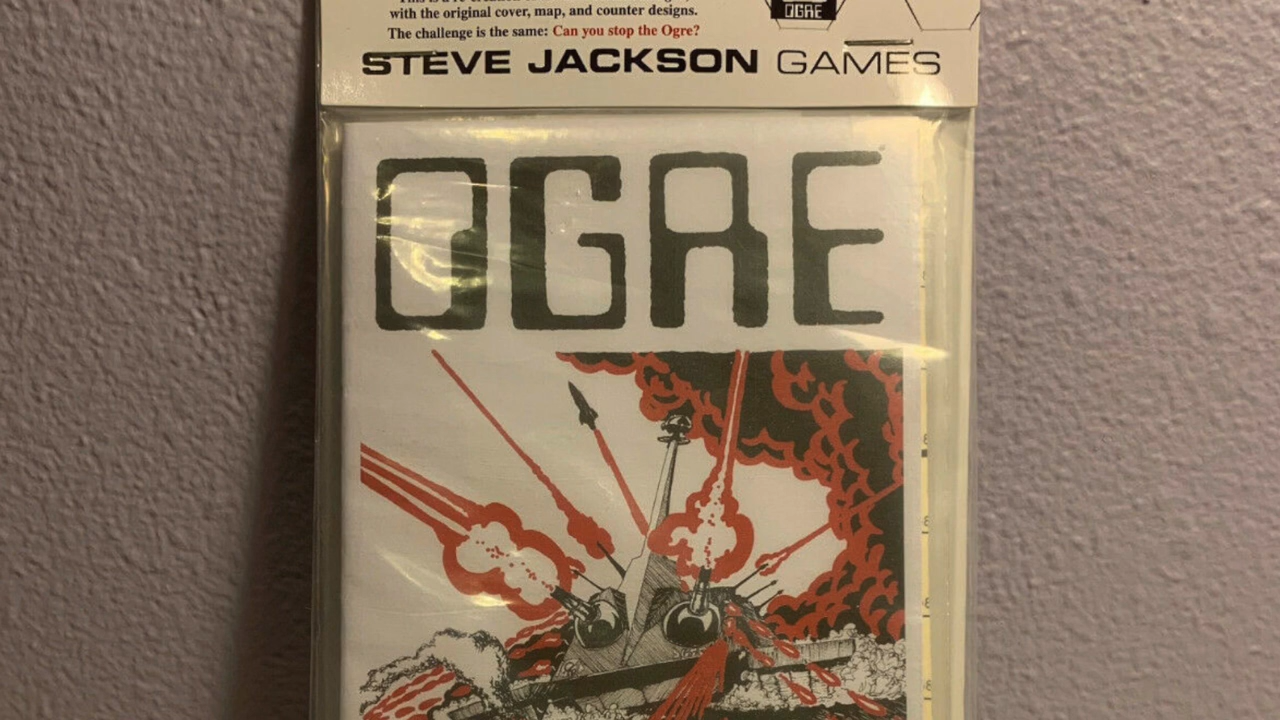 with the original cover, map, and counter designs.
OGRE
The challenge is the same: Can you stop the Ogre?
STEVE JACKSON GAMES
OGRE